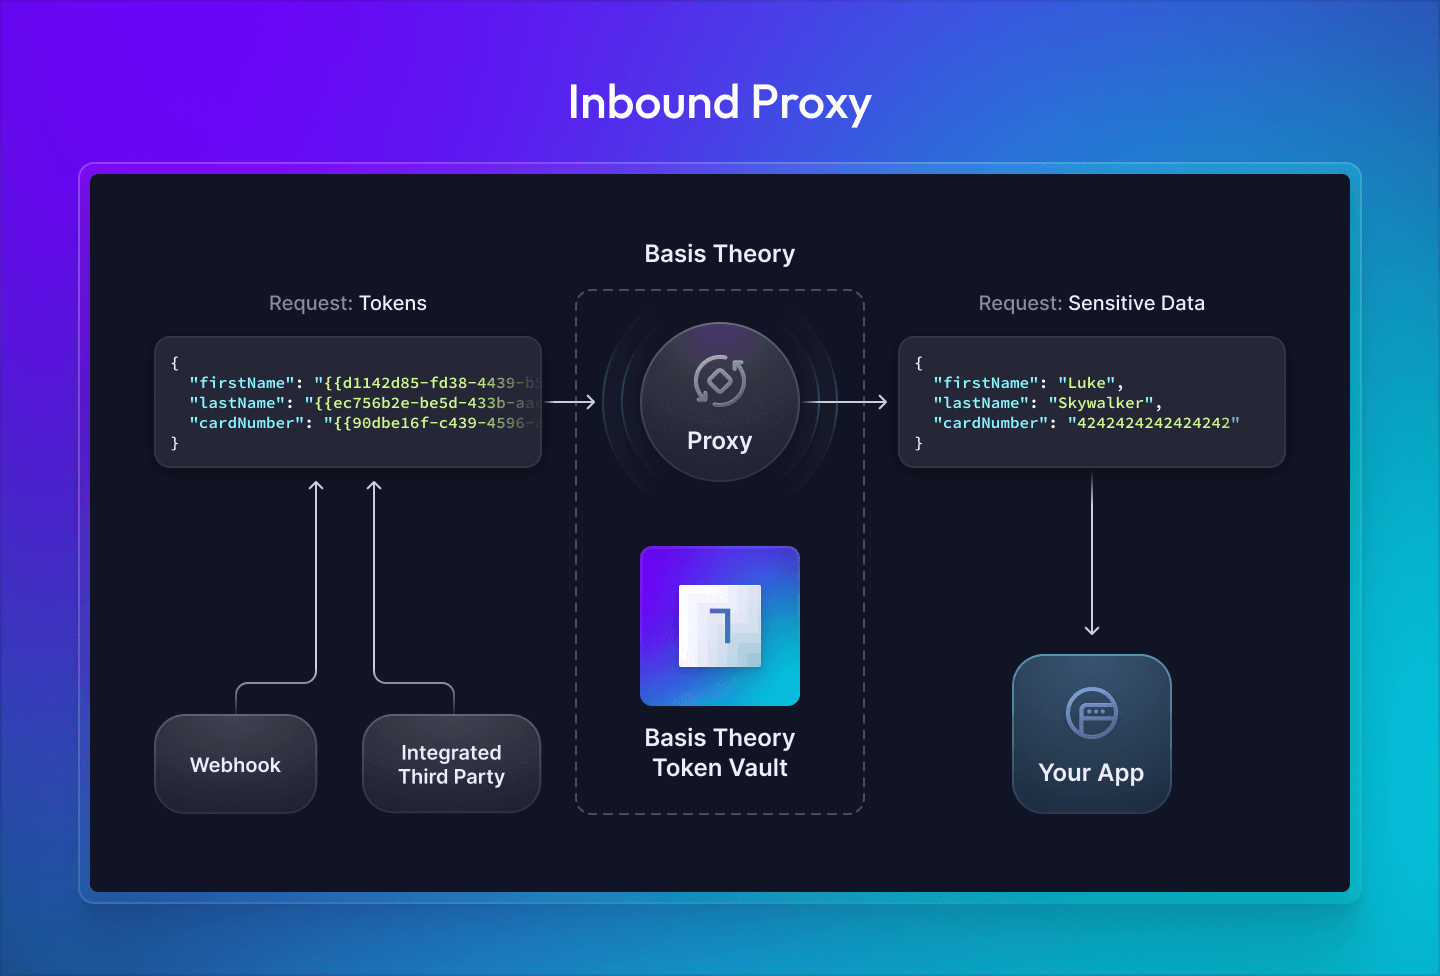 Inbound Proxy
Basis Theory
Request: Tokens
{
"firstName": "{{d1142d85-fd38-4439-b
"lastName": "{{ec756b2e-be5d-433b-aac
"cardNumber": "{{90dbe16f-c439-4596-
}
Proxy
Request: Sensitive Data
{
"firstName": "Luke",
"lastName": "Skywalker",
"cardNumber": "4242424242424242"
}
Webhook
Integrated
Third Party
Basis Theory
Token Vault
Your App